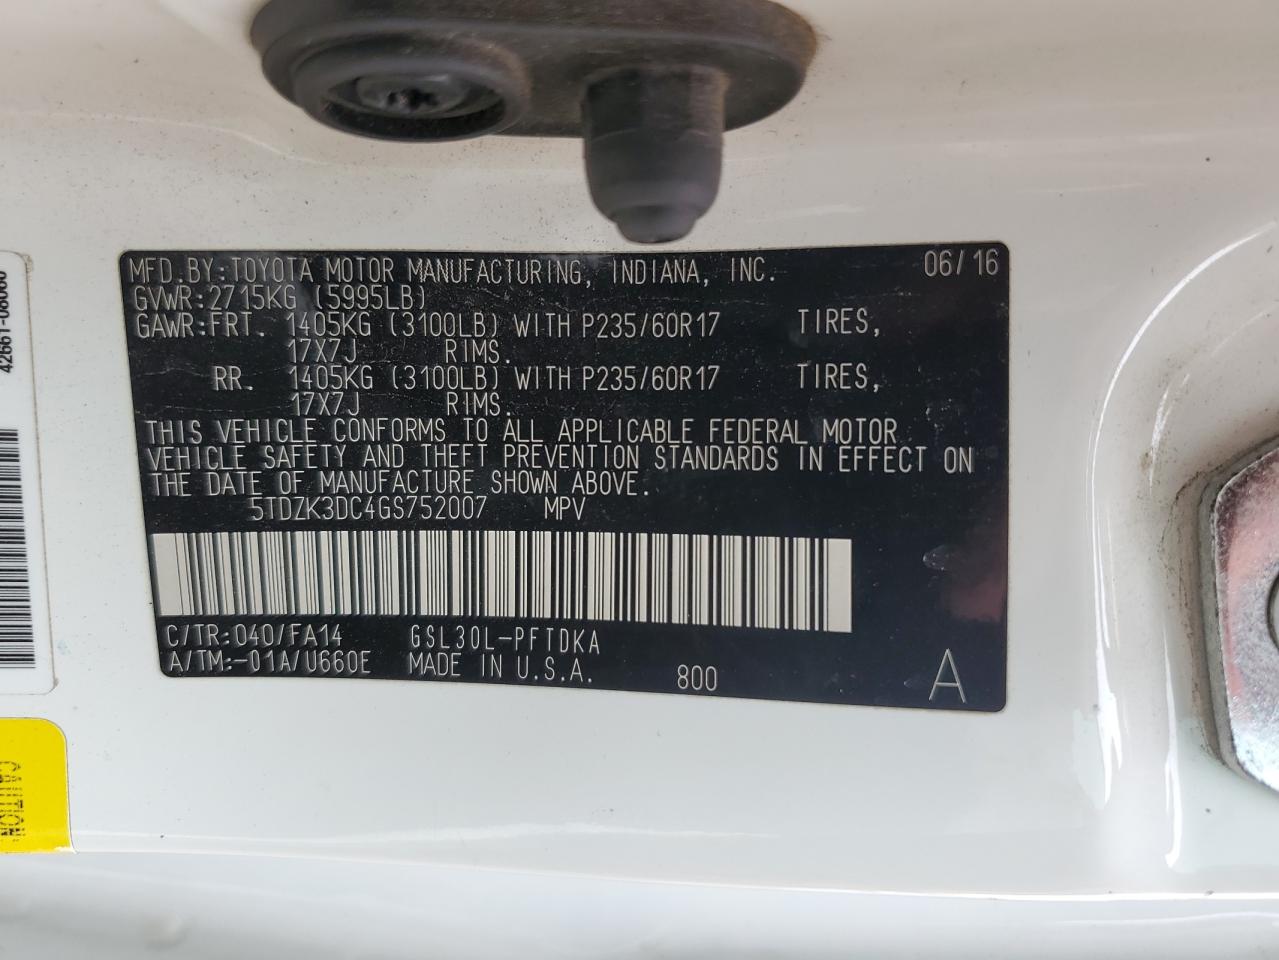 MFD.BY:TOYOTA MOTOR MANUFACTURING, INDIANA, INC. 06/16
GVWR:2715KG (5995LB)
GAWR:FRT. 1405KG (3100LB) WITH P235/60R17 TIRES,
17X7J RIMS.
RR. 1405KG (3100LB) WITH P235/60R17 TIRES,
17X7J RIMS.
THIS VEHICLE CONFORMS TO ALL APPLICABLE FEDERAL MOTOR
VEHICLE SAFETY AND THEFT PREVENTION STANDARDS IN EFFECT ON
THE DATE OF MANUFACTURE SHOWN ABOVE.
5TDZK3DC4GS752007 MPV
C/TR:040/FA14 GSL30L-PFTDKA
A/TM:-01A/U660E MADE IN U.S.A. 800 A
CAUTION: